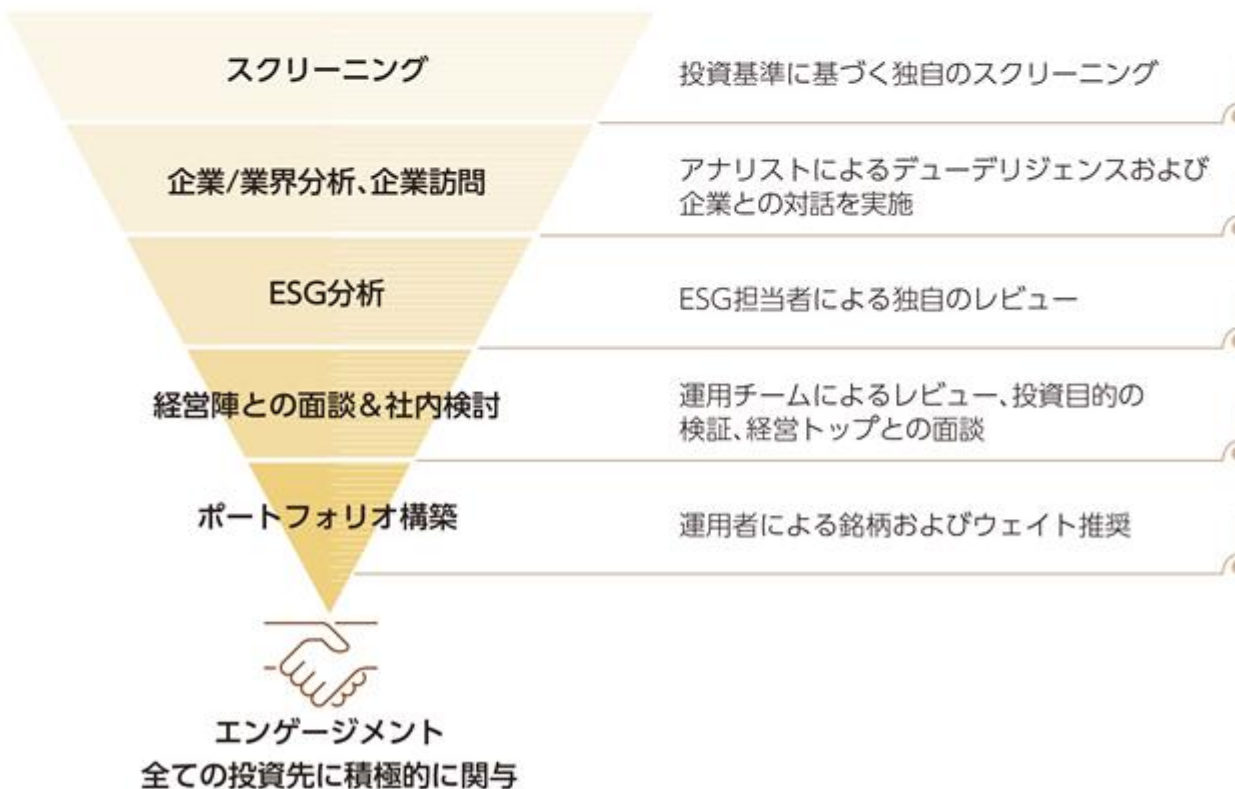 スクリーニング
投資基準に基づく独自のスクリーニング
企業/業界分析、企業訪問
アナリストによるデューデリジェンスおよび
企業との対話を実施
ESG分析
ESG担当者による独自のレビュー
経営陣との面談&社内検討
運用チームによるレビュー、投資目的の
検証、経営トップとの面談
ポートフォリオ構築
運用者による銘柄およびウェイト推奨
エンゲージメント
全ての投資先に積極的に関与